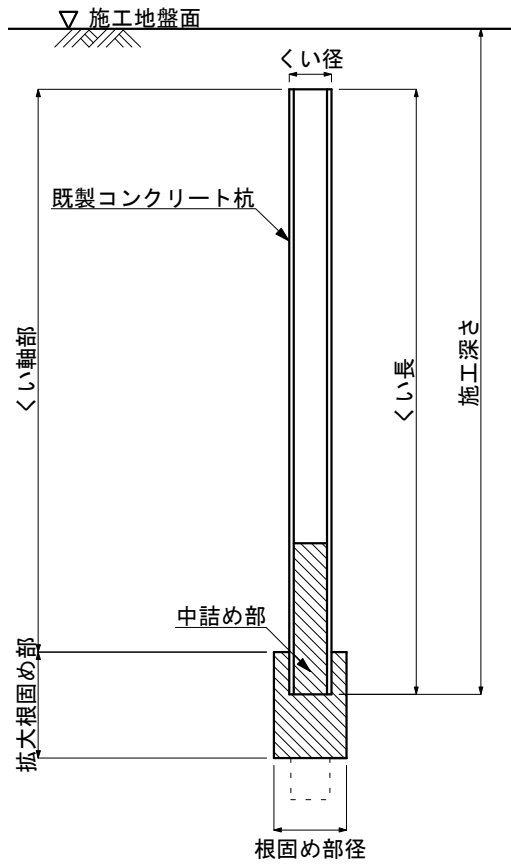 施工地盤面
くい径
既製コンクリート杭
くい軸部
くい長
施工深さ
中詰め部
拡大根固め部
根固め部径